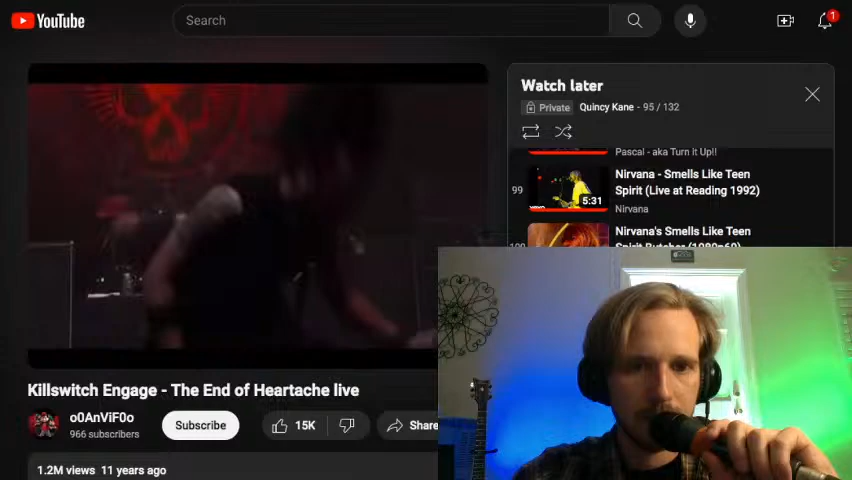 YouTube
Search
1
Watch later
Private
Quincy Kane - 95 / 132
Pascal - aka Turn it Up!!
99
5:31
Nirvana - Smells Like Teen
Spirit (Live at Reading 1992)
Nirvana
Nirvana's Smells Like Teen
Killswitch Engage - The End of Heartache live
o0AnViF0o
966 subscribers
Subscribe
15K
Share
1.2M views 11 years ago